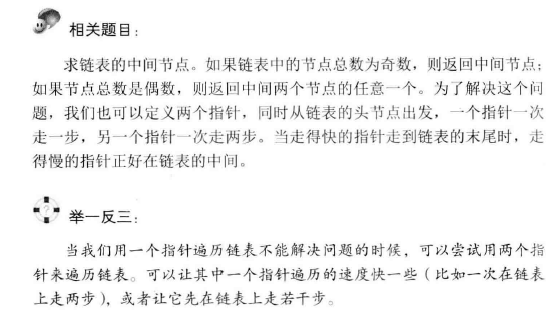 相关题目：
求链表的中间节点。如果链表中的节点总数为奇数，则返回中间节点；
如果节点总数是偶数，则返回中间两个节点的任意一个。为了解决这个问
题，我们也可以定义两个指针，同时从链表的头节点出发，一个指针一次
走一步，另一个指针一次走两步。当走得快的指针走到链表的末尾时，走
得慢的指针正好在链表的中间。
举一反三：
当我们用一个指针遍历链表不能解决问题的时候，可以尝试用两个指
针来遍历链表。可以让其中一个指针遍历的速度快一些（比如一次在链表
上走两步），或者让它先在链表上走若干步。